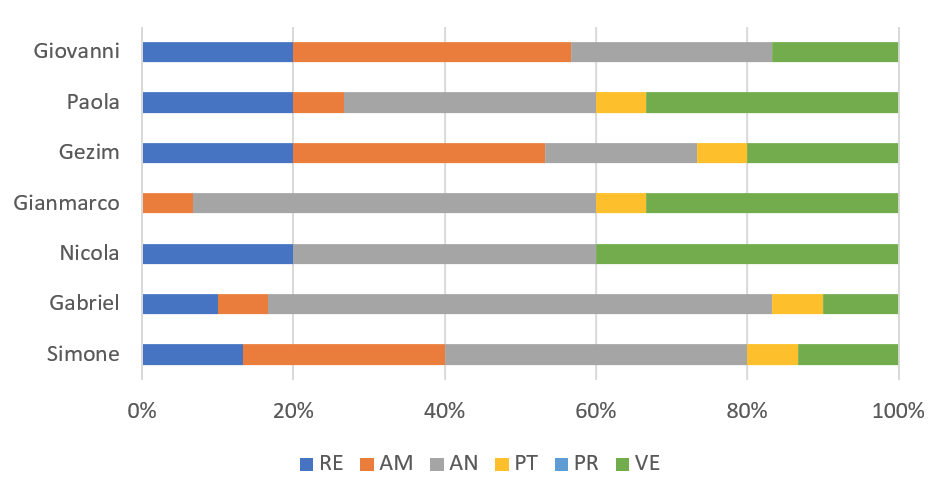 Giovanni
Paola
Gezim
Gianmarco
Nicola
Gabriel
Simone
0% 20% 40% 60% 80% 100%
RE AM AN PT PR VE